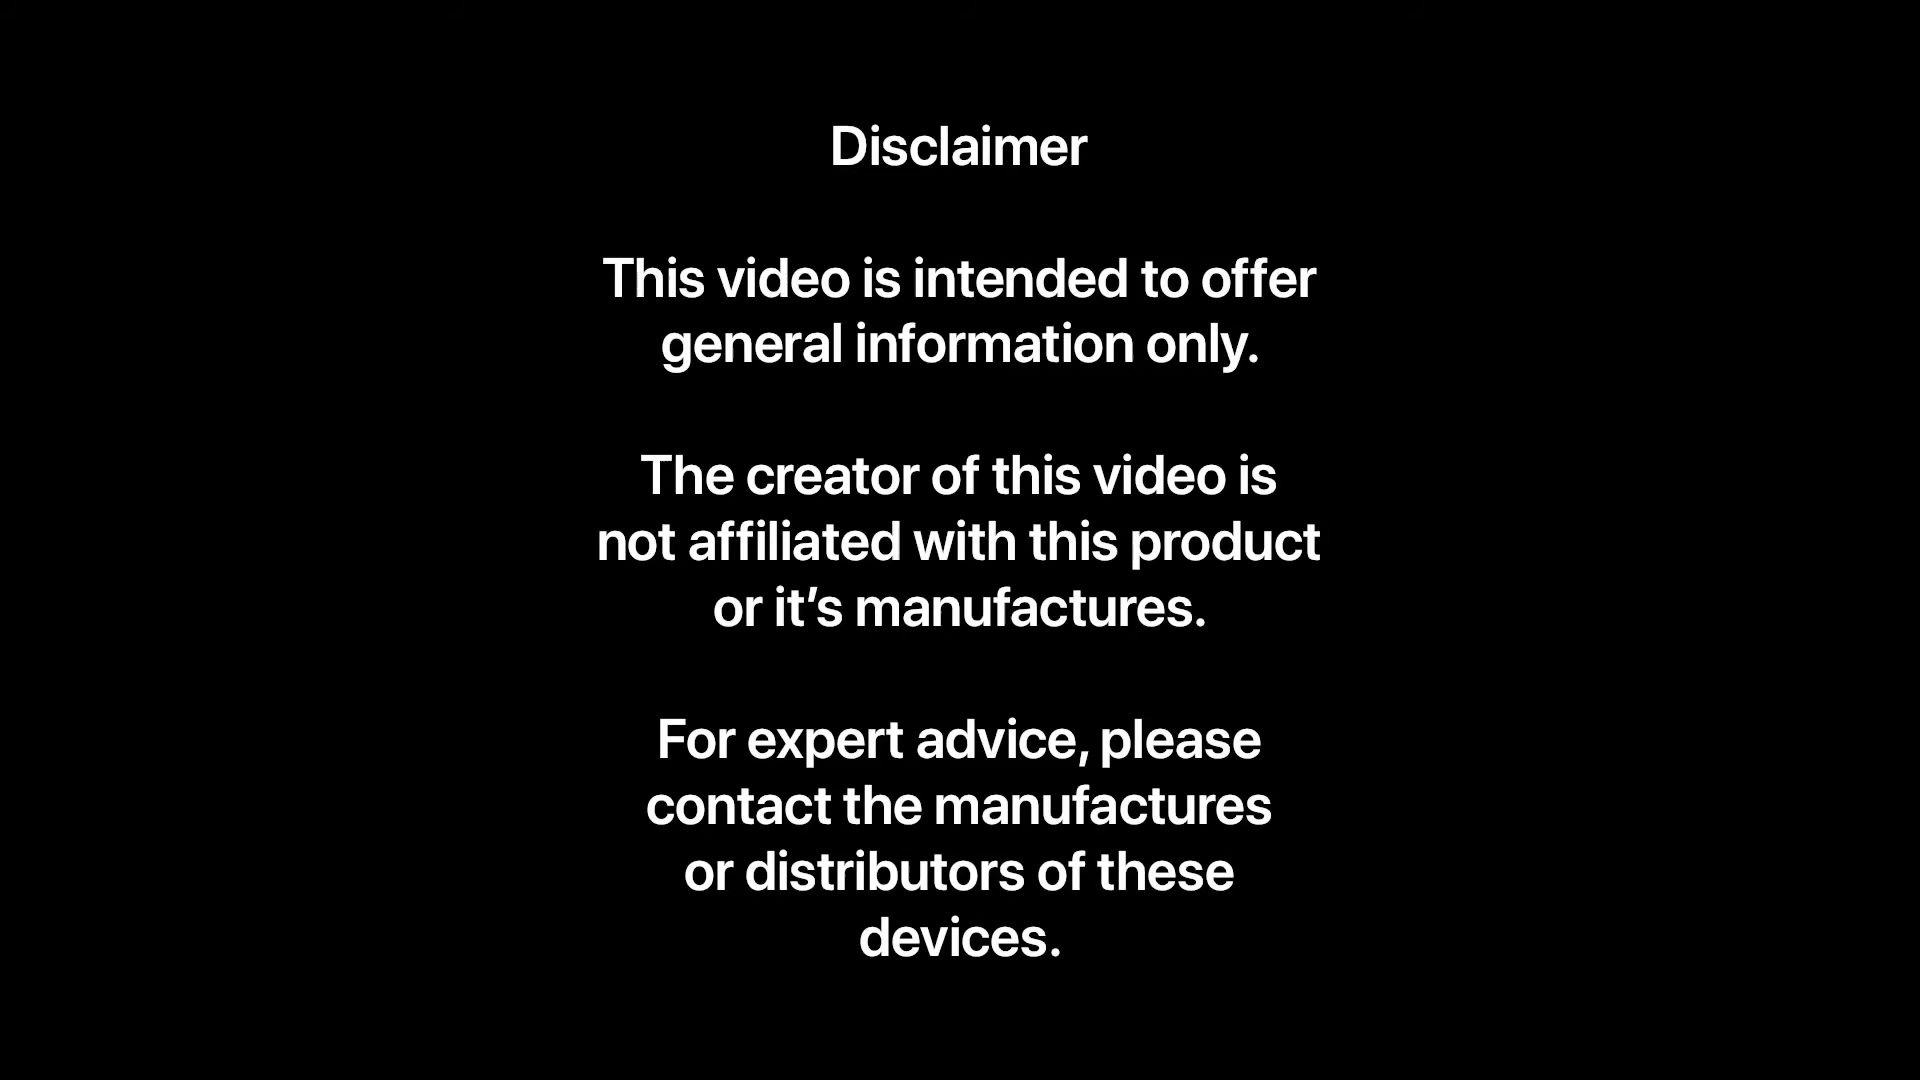 Disclaimer
This video is intended to offer
general information only.
The creator of this video is
not affiliated with this product
or it’s manufactures.
For expert advice, please
contact the manufactures
or distributors of these
devices.